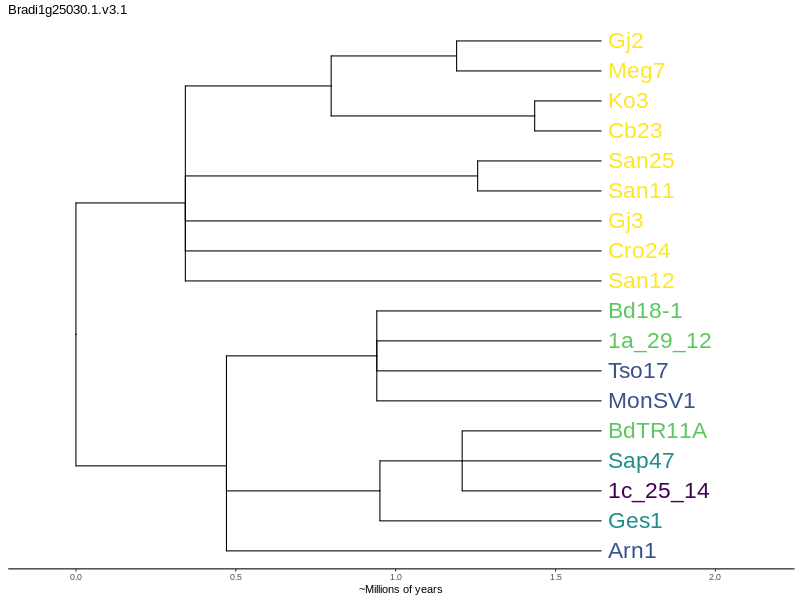 Bradi1g25030.1.v3.1
Gj2
Meg7
Ko3
Cb23
San25
San11
Gj3
Cro24
San12
Bd18-1
1a_29_12
Tso17
MonSV1
BdTR11A
Sap47
1c_25_14
Ges1
Arn1
0.0 0.5 1.0 1.5 2.0
~Millions of years